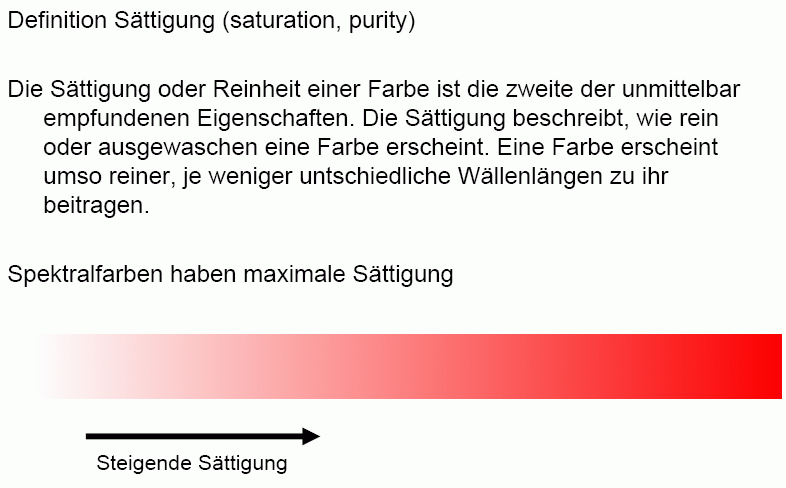 Definition Sättigung (saturation, purity)
Die Sättigung oder Reinheit einer Farbe ist die zweite der unmittelbar
empfundenen Eigenschaften. Die Sättigung beschreibt, wie rein
oder ausgewaschen eine Farbe erscheint. Eine Farbe erscheint
umso reiner, je weniger untschiedliche Wällenlängen zu ihr
beitragen.
Spektralfarben haben maximale Sättigung
Steigende Sättigung